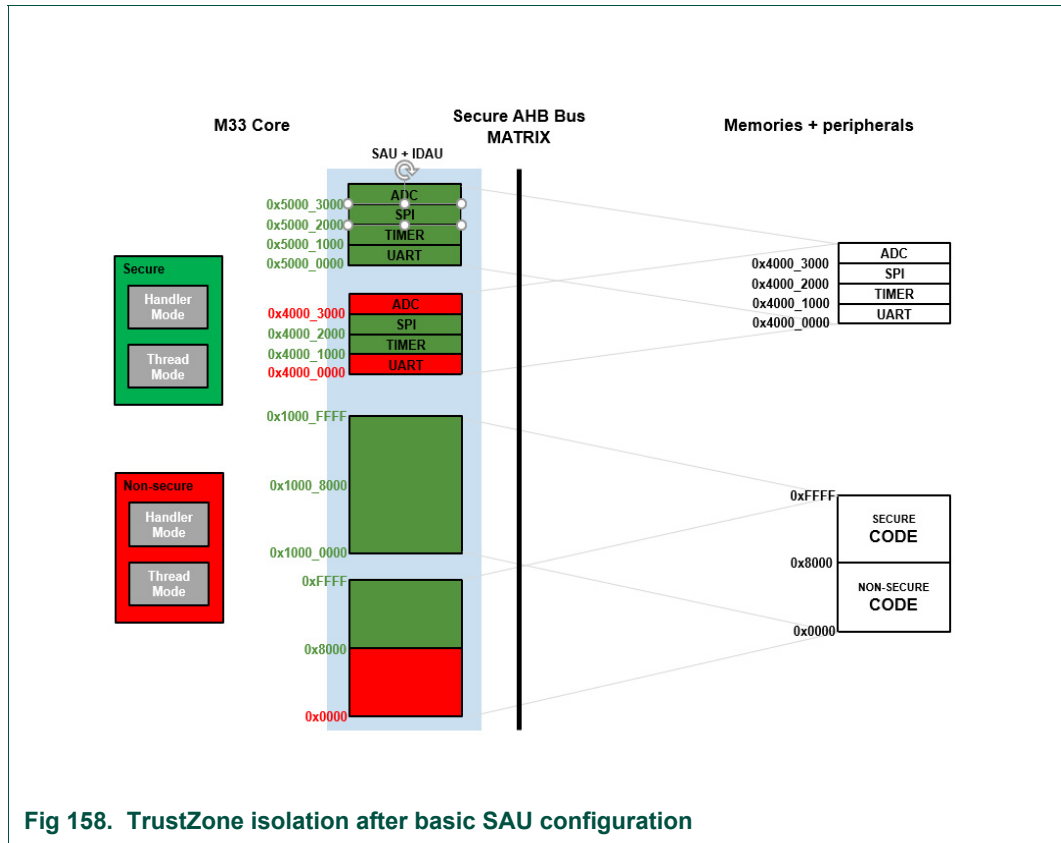 M33 Core
Secure AHB Bus
MATRIX
Memories + peripherals
SAU + IDAU
ADC
0x5000_3000
SPI
0x5000_2000
TIMER
0x5000_1000
UART
0x5000_0000
ADC
0x4000_3000
SPI
0x4000_2000
TIMER
0x4000_1000
UART
0x4000_0000
Secure
Handler
Mode
Thread
Mode
ADC
0x4000_3000
SPI
0x4000_2000
TIMER
0x4000_1000
UART
0x4000_0000
0x1000_FFFF
0x1000_8000
0x1000_0000
Non-secure
Handler
Mode
Thread
Mode
0xFFFF
0x8000
0x0000
0xFFFF
SECURE
CODE
0x8000
NON-SECURE
CODE
0x0000
Fig 158. TrustZone isolation after basic SAU configuration